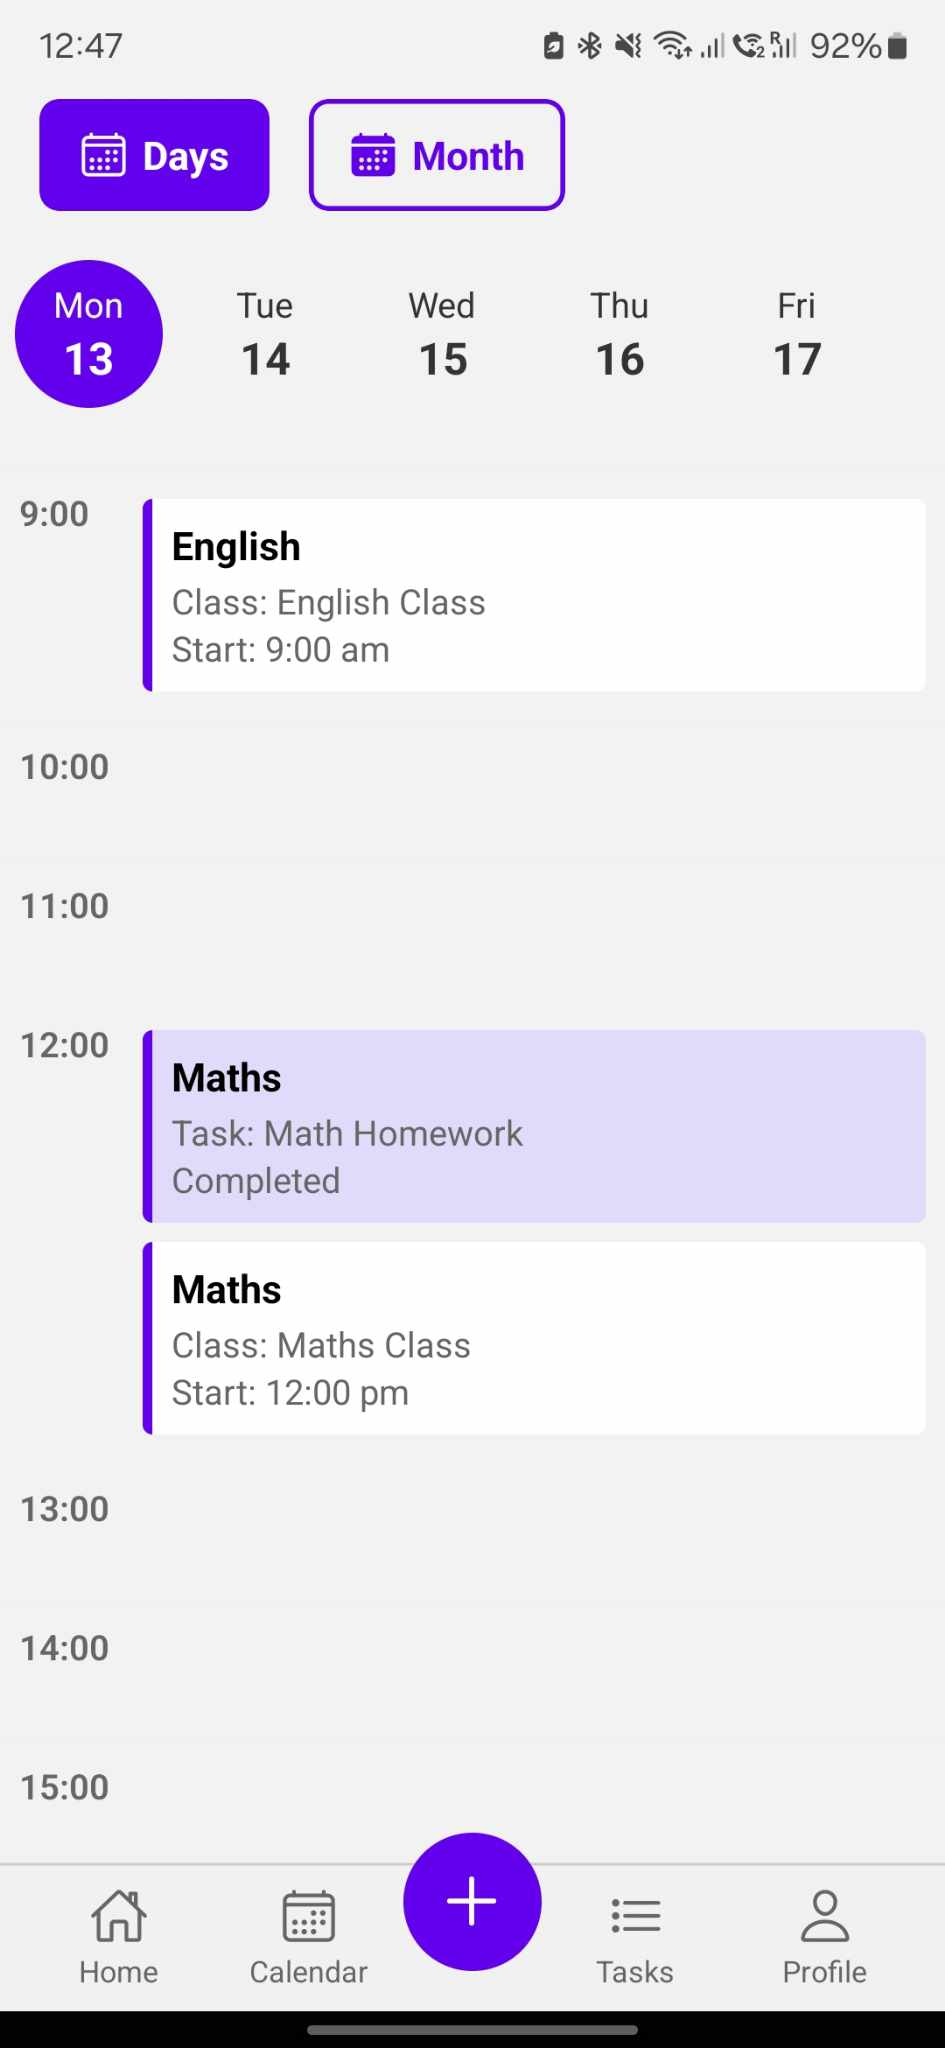 12:47
92%
Days
Month
Mon Tue Wed Thu Fri
13 14 15 16 17
9:00
English
Class: English Class
Start: 9:00 am
10:00
11:00
12:00
Maths
Task: Math Homework
Completed
Maths
Class: Maths Class
Start: 12:00 pm
13:00
14:00
15:00
Home
Calendar
Tasks
Profile